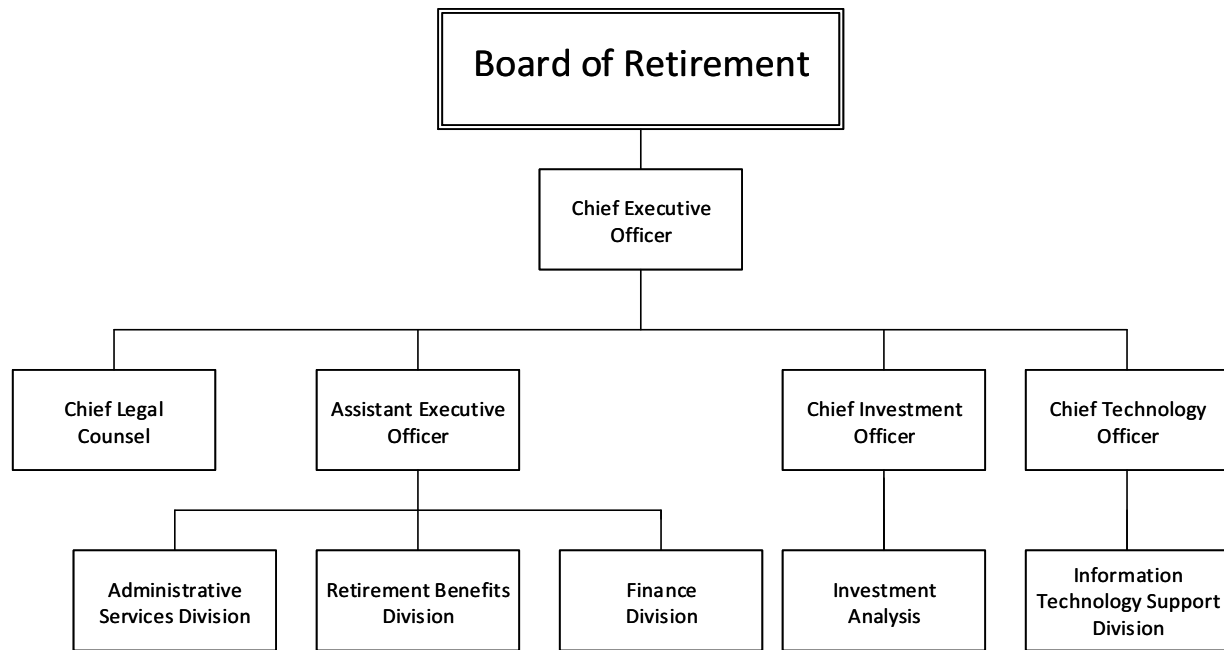 Board of Retirement
Chief Executive
Officer
Chief Legal
Counsel
Assistant Executive
Officer
Chief Investment
Officer
Chief Technology
Officer
Administrative
Services Division
Retirement Benefits
Division
Finance
Division
Investment
Analysis
Information
Technology Support
Division